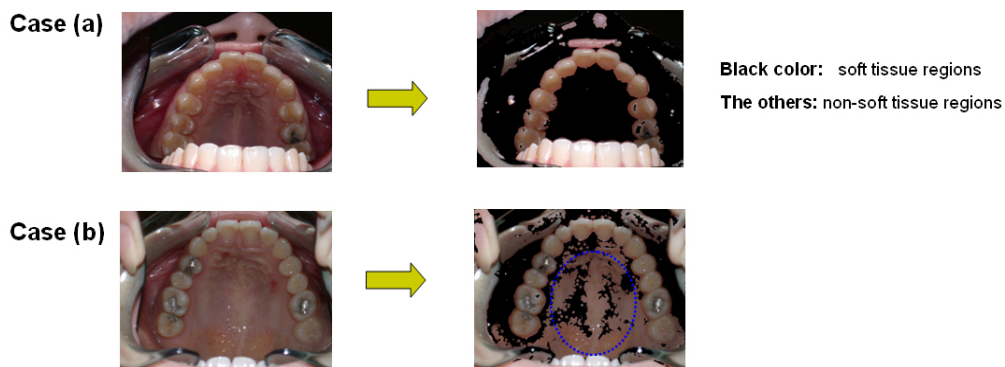 Case (a)
Black color: soft tissue regions
The others: non-soft tissue regions
Case (b)